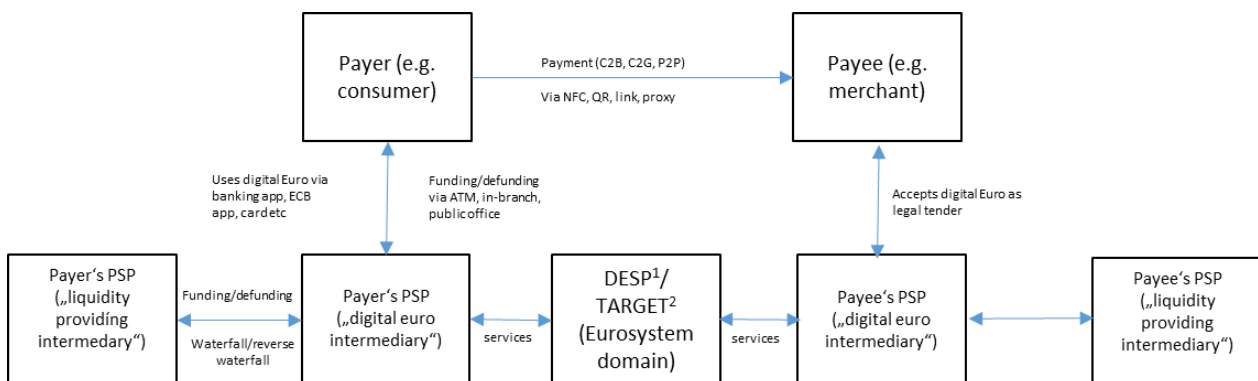 Payer (e.g.
consumer)
Payment (C2B, C2G, P2P)
Via NFC, QR, link, proxy
Payee (e.g.
merchant)
Uses digital Euro via
banking app, ECB
app, card etc
Funding/defunding
via ATM, in-branch,
public office
Accepts digital Euro as
legal tender
Payer‘s PSP
(„liquidity
providíng
intermedary“)
Funding/defunding
Waterfall/reverse
waterfall
Payer‘s PSP
(„digital euro
intermediary“)
services
DESP¹/
TARGET²
(Eurosystem
domain)
services
Payee‘s PSP
(„digital euro
intermediary“)
Payee‘s PSP
(„liquidity
providing
intermediary“)